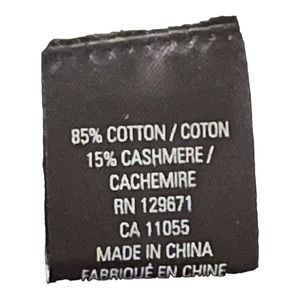 85% COTTON / COTON
15% CASHMERE /
CACHEMIRE
RN 129671
CA 11055
MADE IN CHINA
FABRIQUÉ EN CHINE